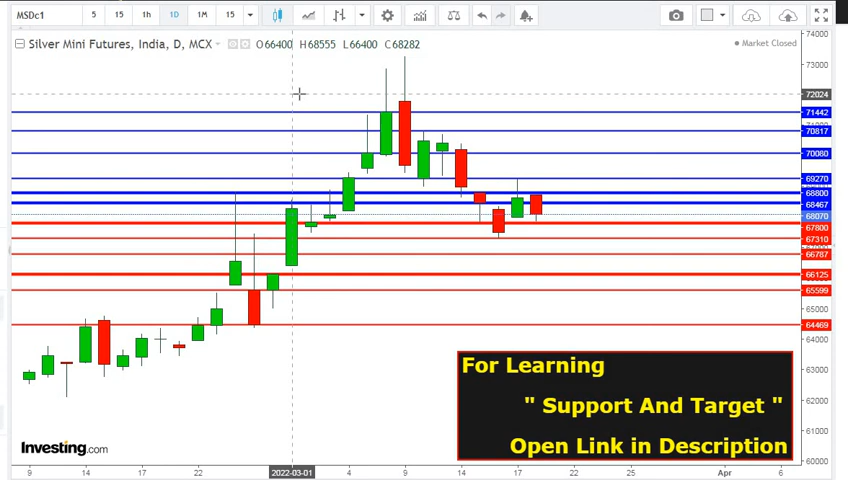 MSDc1 5 15 1h 1D 1M 15
Silver Mini Futures, India, D, MCX O66400 H68555 L66400 C68282
Market Closed
74000
73000
72024
71442
70817
70080
69270
68800
68467
68070
67800
67310
66787
66125
65599
65000
64469
64000
63000
62000
61000
60000
For Learning
" Support And Target "
Open Link in Description
Investing.com
9 14 17 22 2022-03-01 4 9 14 17 22 25 Apr 6